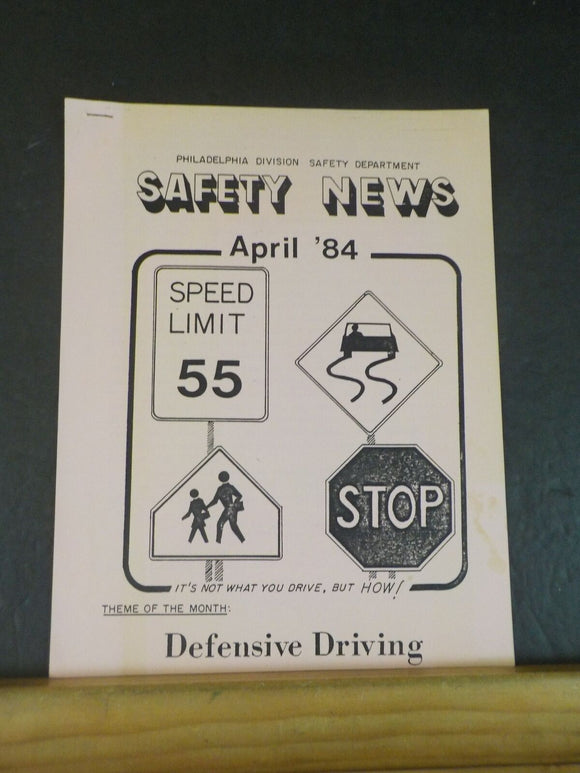 PHILADELPHIA DIVISION SAFETY DEPARTMENT
SAFETY NEWS
April '84
SPEED
LIMIT
55
STOP
IT'S NOT WHAT YOU DRIVE, BUT HOW!
THEME OF THE MONTH:
Defensive Driving